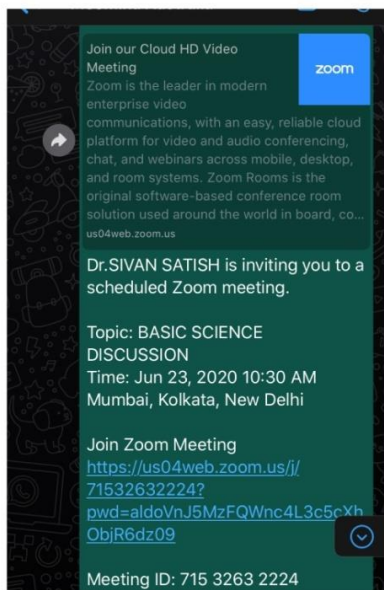 Join our Cloud HD Video
Meeting
zoom
Zoom is the leader in modern
enterprise video
communications, with an easy, reliable cloud
platform for video and audio conferencing,
chat, and webinars across mobile, desktop,
and room systems. Zoom Rooms is the
original software-based conference room
solution used around the world in board, co...
us04web.zoom.us
Dr.SIVAN SATISH is inviting you to a
scheduled Zoom meeting.
Topic: BASIC SCIENCE
DISCUSSION
Time: Jun 23, 2020 10:30 AM
Mumbai, Kolkata, New Delhi
Join Zoom Meeting
https://us04web.zoom.us/j/
71532632224?
pwd=aldoVnJ5MzFQWnc4L3c5cXh
ObjR6dz09
Meeting ID: 715 3263 2224